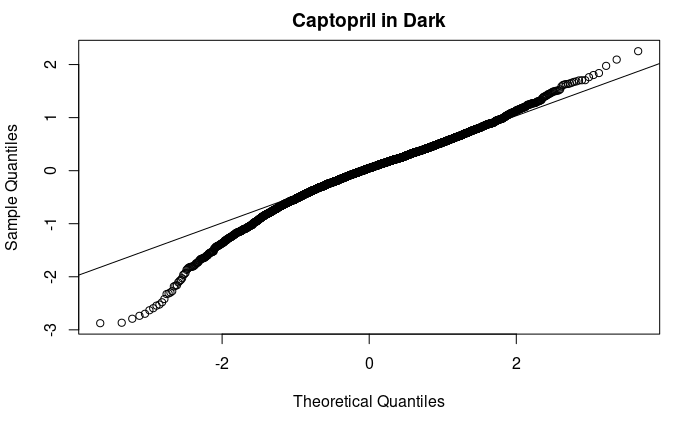 Captopril in Dark
Sample Quantiles
2
1
0
-1
-2
-3
-2 0 2
Theoretical Quantiles